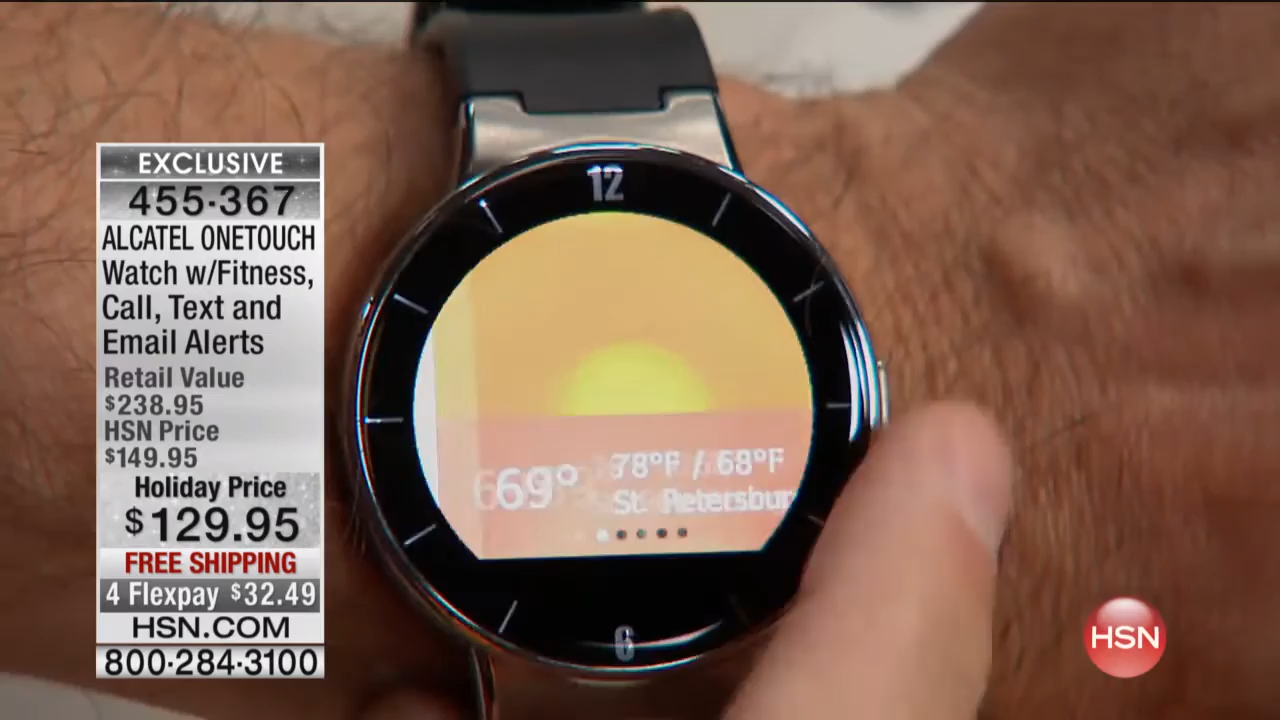 EXCLUSIVE
455-367
ALCATEL ONETOUCH
Watch w/Fitness,
Call, Text and
Email Alerts
Retail Value
$238.95
HSN Price
$149.95
Holiday Price
$129.95
FREE SHIPPING
4 Flexpay $32.49
HSN.COM
800-284-3100
12
69° 78°F / 68°F
St. Petersbur
6
HSN